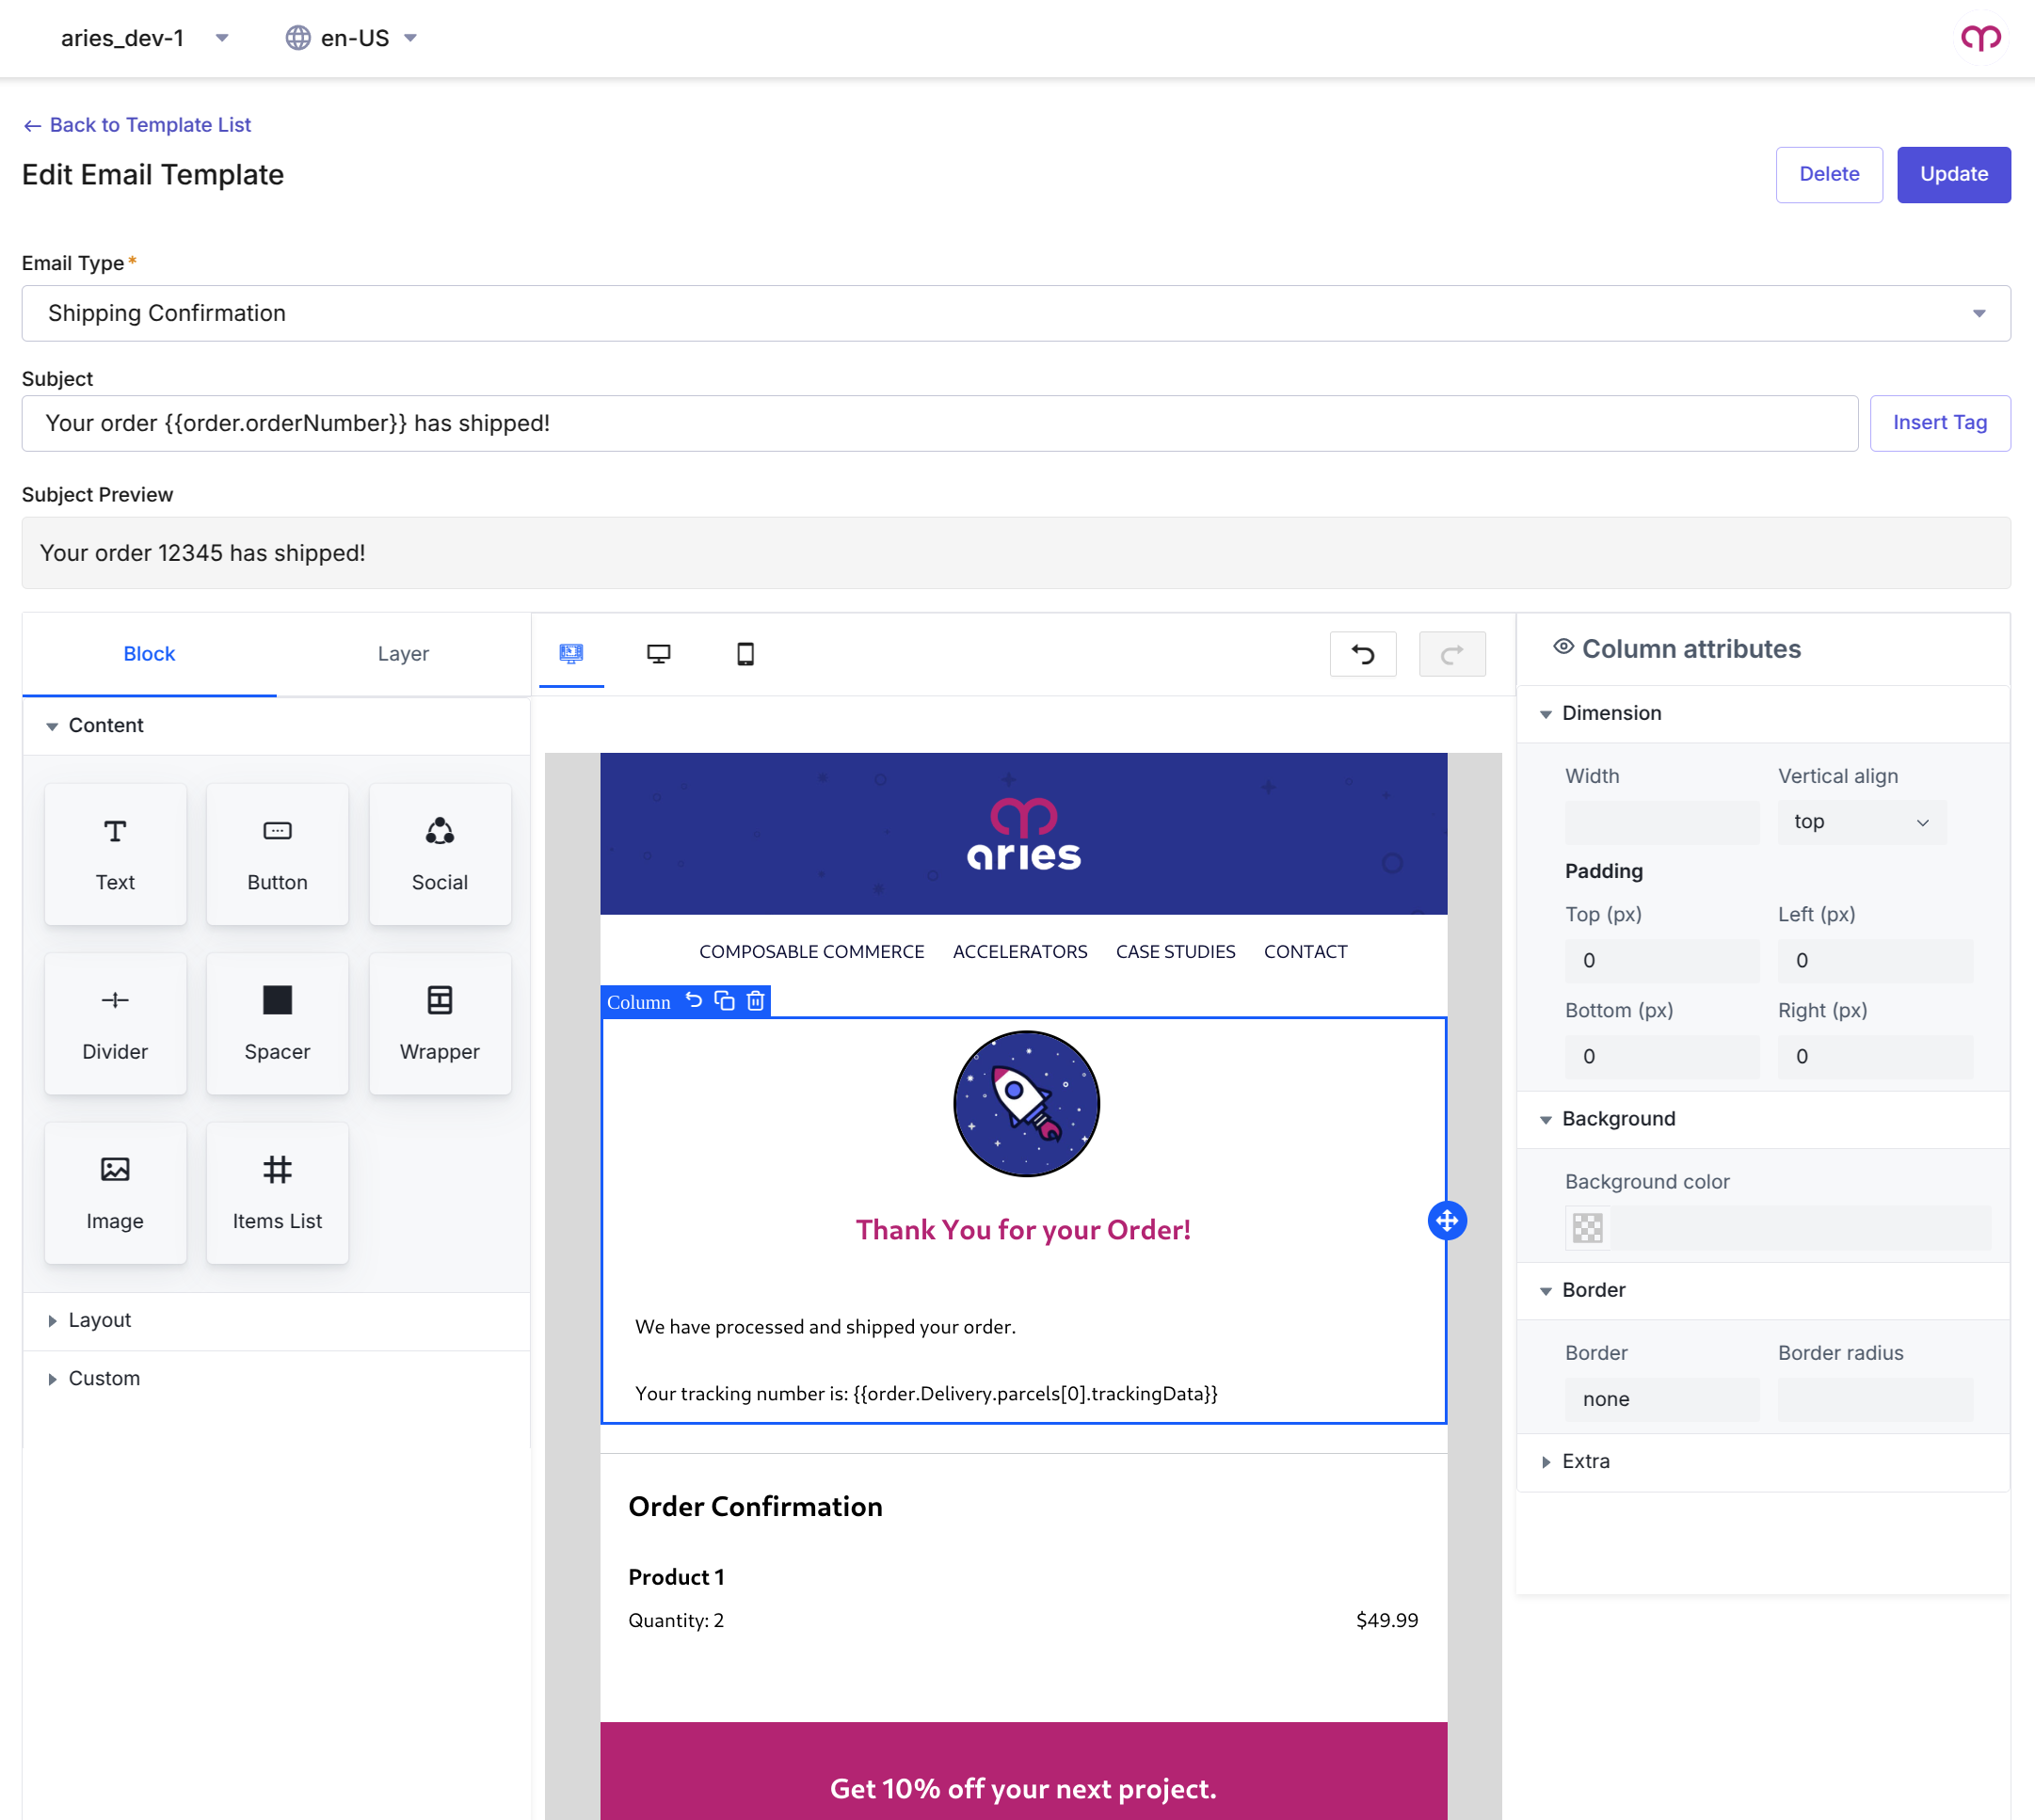 aries_dev-1 en-US
← Back to Template List
Edit Email Template
Delete Update
Email Type*
Shipping Confirmation
Subject
Your order {{order.orderNumber}} has shipped!
Insert Tag
Subject Preview
Your order 12345 has shipped!
Block Layer
Content
Text Button Social
Divider Spacer Wrapper
Image Items List
Layout
Custom
aries
COMPOSABLE COMMERCE ACCELERATORS CASE STUDIES CONTACT
Column
Thank You for your Order!
We have processed and shipped your order.
Your tracking number is: {{order.Delivery.parcels[0].trackingData}}
Order Confirmation
Product 1
Quantity: 2 $49.99
Get 10% off your next project.
Column attributes
Dimension
Width Vertical align
top
Padding
Top (px) Left (px)
0 0
Bottom (px) Right (px)
0 0
Background
Background color
Border
Border Border radius
none
Extra